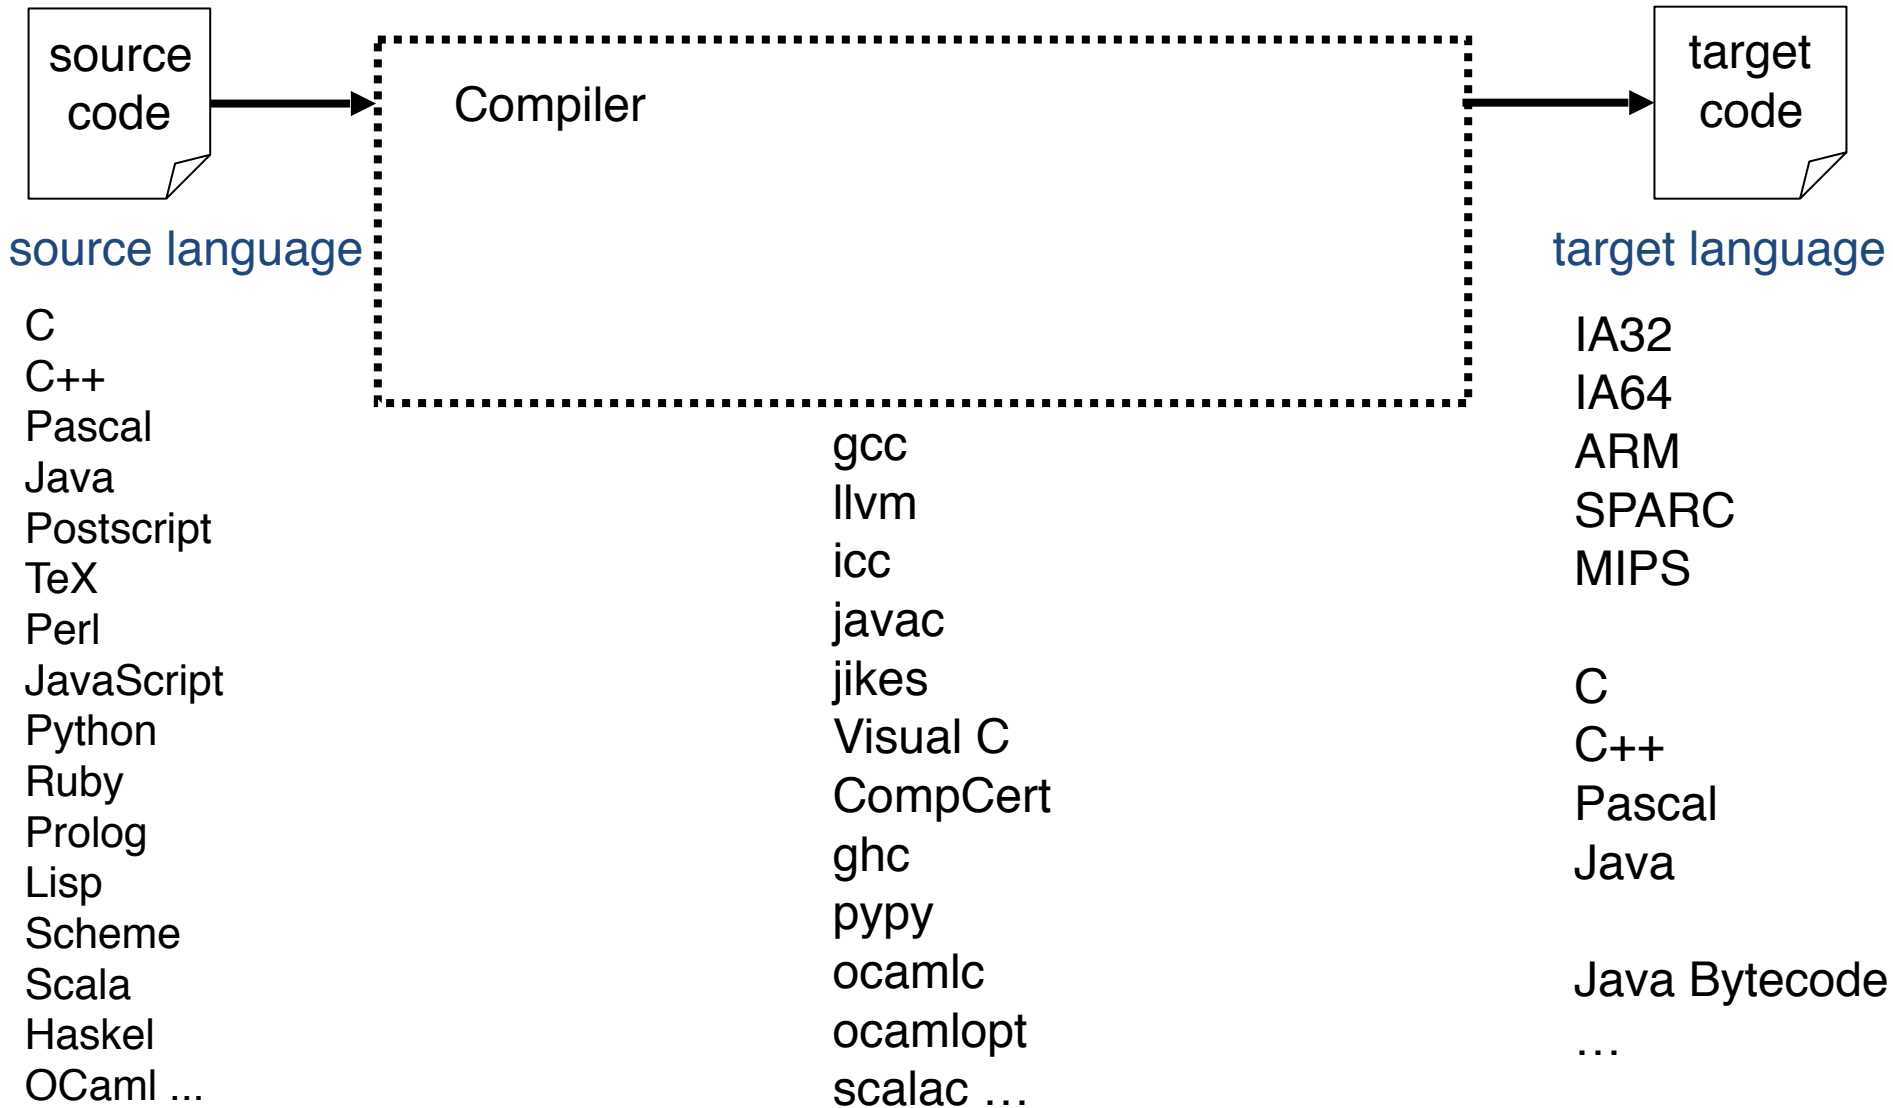 source
code
Compiler
target
code
source language
target language
C
C++
Pascal
Java
Postscript
TeX
Perl
JavaScript
Python
Ruby
Prolog
Lisp
Scheme
Scala
Haskel
OCaml ...
gcc
llvm
icc
javac
jikes
Visual C
CompCert
ghc
pypy
ocamlc
ocamlopt
scalac …
IA32
IA64
ARM
SPARC
MIPS
C
C++
Pascal
Java
Java Bytecode
…